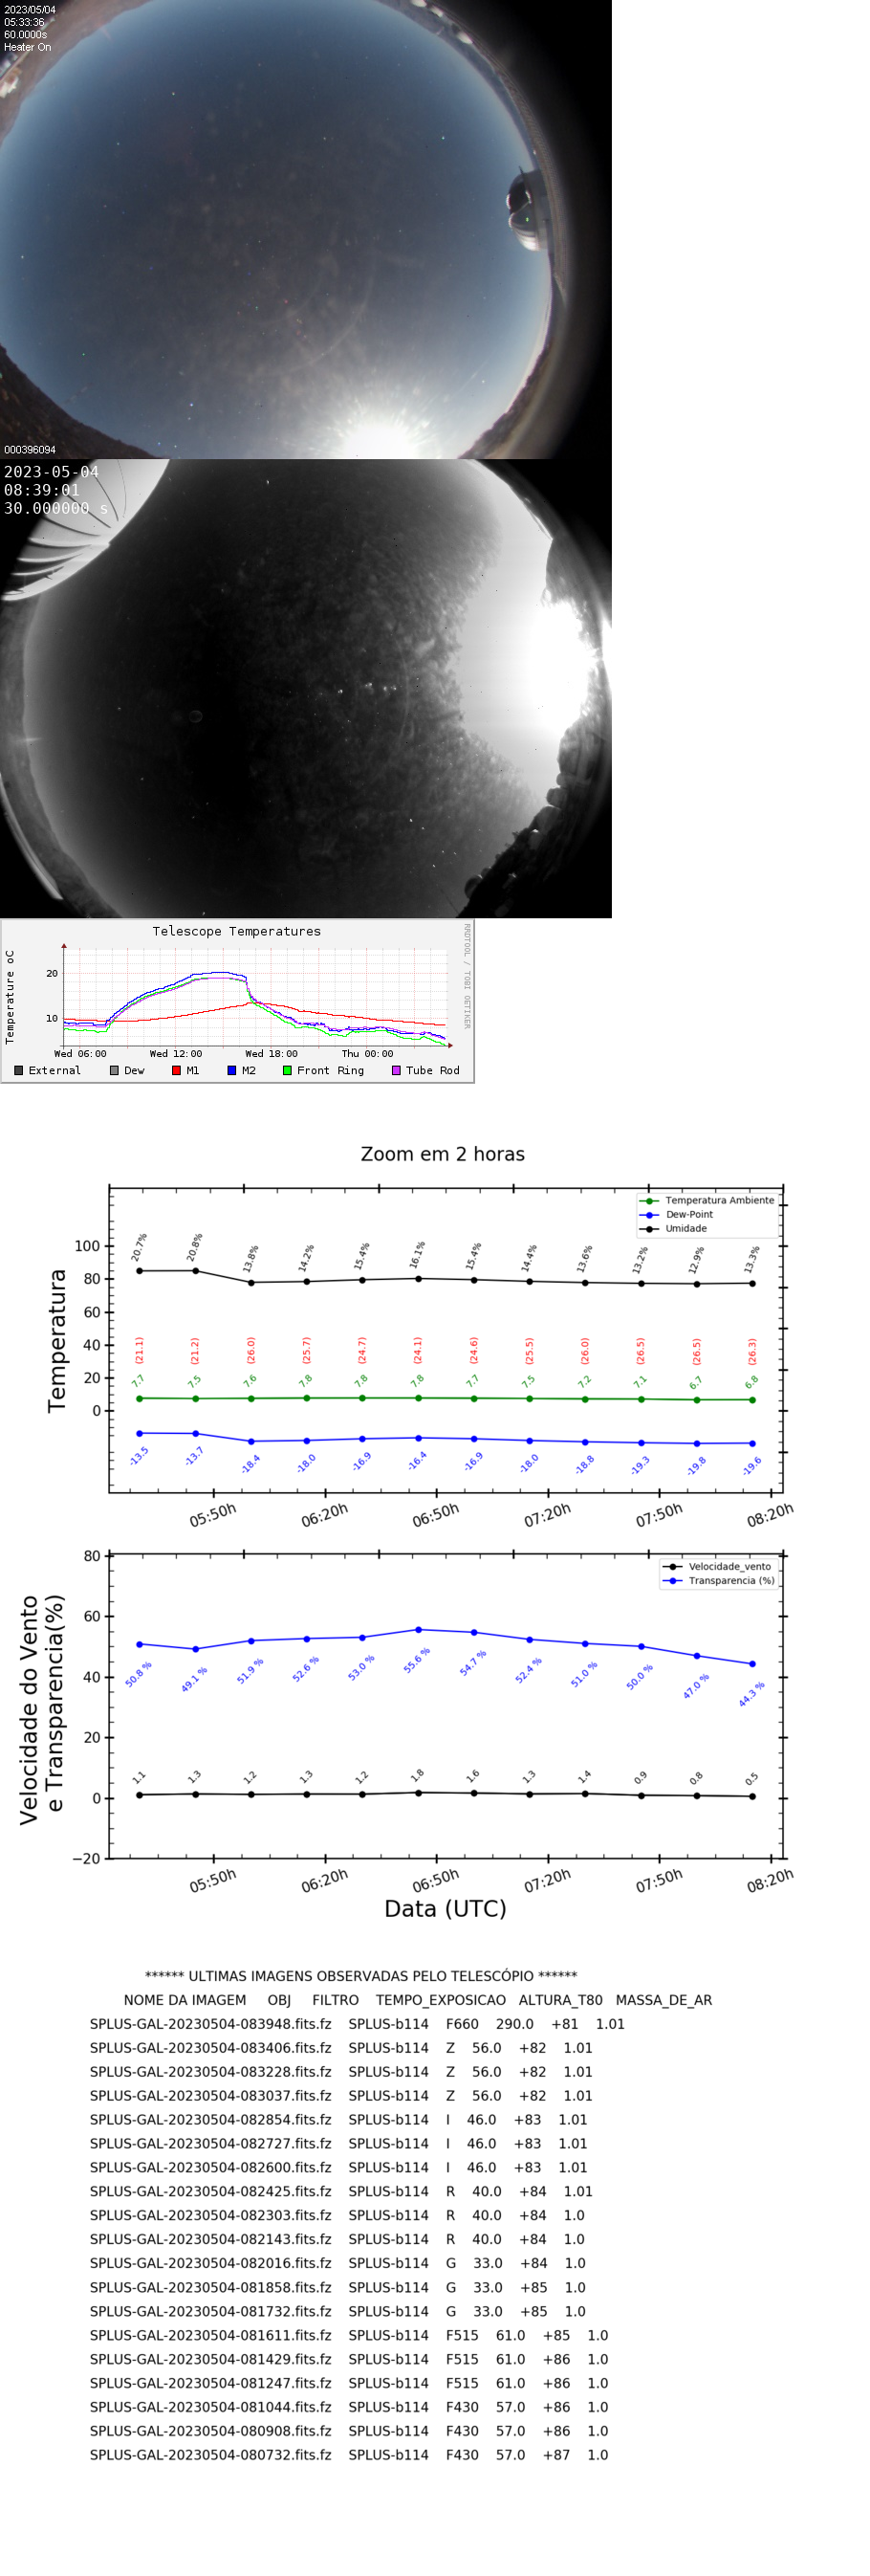 2023/05/04
05:33:36
60.0000s
Heater On
000396094
2023-05-04
08:39:01
30.000000 s
Telescope Temperatures
RRDTOOL / TOBI OETIKER
Temperature oC
20
10
Wed 06:00 Wed 12:00 Wed 18:00 Thu 00:00
External Dew M1 M2 Front Ring Tube Rod
Zoom em 2 horas
Temperatura Ambiente
Dew-Point
Umidade
Temperatura
100
80
60
40
20
0
20.7% 20.8% 13.8% 14.2% 15.4% 16.1% 15.4% 14.4% 13.6% 13.2% 12.9% 13.3%
(21.1) (21.2) (26.0) (25.7) (24.7) (24.1) (24.6) (25.5) (26.0) (26.5) (26.5) (26.3)
7.7 7.5 7.6 7.8 7.8 7.8 7.7 7.5 7.2 7.1 6.7 6.8
-13.5 -13.7 -18.4 -18.0 -16.9 -16.4 -16.9 -18.0 -18.8 -19.3 -19.8 -19.6
05:50h 06:20h 06:50h 07:20h 07:50h 08:20h
Velocidade_vento
Transparencia (%)
Velocidade do Vento
e Transparencia(%)
80
60
40
20
0
−20
50.8 % 49.1 % 51.9 % 52.6 % 53.0 % 55.6 % 54.7 % 52.4 % 51.0 % 50.0 % 47.0 % 44.3 %
1.1 1.3 1.2 1.3 1.2 1.8 1.6 1.3 1.4 0.9 0.8 0.5
05:50h 06:20h 06:50h 07:20h 07:50h 08:20h
Data (UTC)
****** ULTIMAS IMAGENS OBSERVADAS PELO TELESCÓPIO ******
NOME DA IMAGEM OBJ FILTRO TEMPO_EXPOSICAO ALTURA_T80 MASSA_DE_AR
SPLUS-GAL-20230504-083948.fits.fz SPLUS-b114 F660 290.0 +81 1.01
SPLUS-GAL-20230504-083406.fits.fz SPLUS-b114 Z 56.0 +82 1.01
SPLUS-GAL-20230504-083228.fits.fz SPLUS-b114 Z 56.0 +82 1.01
SPLUS-GAL-20230504-083037.fits.fz SPLUS-b114 Z 56.0 +82 1.01
SPLUS-GAL-20230504-082854.fits.fz SPLUS-b114 I 46.0 +83 1.01
SPLUS-GAL-20230504-082727.fits.fz SPLUS-b114 I 46.0 +83 1.01
SPLUS-GAL-20230504-082600.fits.fz SPLUS-b114 I 46.0 +83 1.01
SPLUS-GAL-20230504-082425.fits.fz SPLUS-b114 R 40.0 +84 1.01
SPLUS-GAL-20230504-082303.fits.fz SPLUS-b114 R 40.0 +84 1.0
SPLUS-GAL-20230504-082143.fits.fz SPLUS-b114 R 40.0 +84 1.0
SPLUS-GAL-20230504-082016.fits.fz SPLUS-b114 G 33.0 +84 1.0
SPLUS-GAL-20230504-081858.fits.fz SPLUS-b114 G 33.0 +85 1.0
SPLUS-GAL-20230504-081732.fits.fz SPLUS-b114 G 33.0 +85 1.0
SPLUS-GAL-20230504-081611.fits.fz SPLUS-b114 F515 61.0 +85 1.0
SPLUS-GAL-20230504-081429.fits.fz SPLUS-b114 F515 61.0 +86 1.0
SPLUS-GAL-20230504-081247.fits.fz SPLUS-b114 F515 61.0 +86 1.0
SPLUS-GAL-20230504-081044.fits.fz SPLUS-b114 F430 57.0 +86 1.0
SPLUS-GAL-20230504-080908.fits.fz SPLUS-b114 F430 57.0 +86 1.0
SPLUS-GAL-20230504-080732.fits.fz SPLUS-b114 F430 57.0 +87 1.0